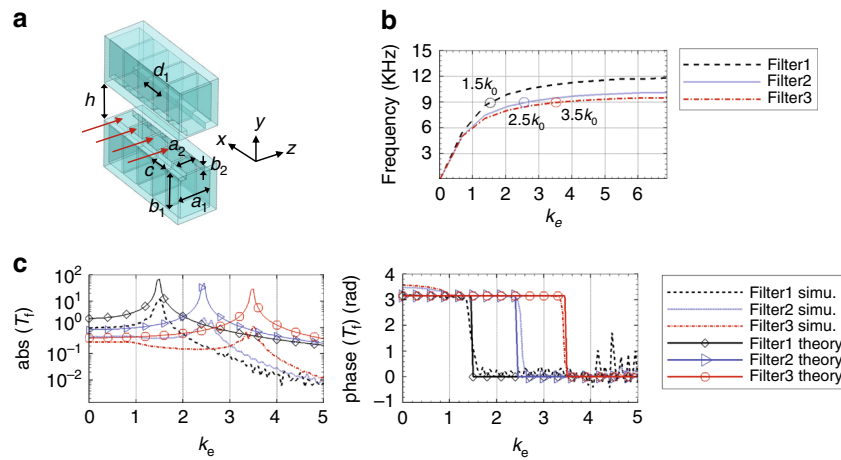 a
d1
h
a2
c
b2
b1
a1
x
y
z
b
Frequency (KHz)
15
12
9
6
3
1.5k0
2.5k0
3.5k0
0 1 2 3 4 5 6
ke
Filter1
Filter2
Filter3
c
abs (Tf)
10^2
10^1
10^0
10^-1
10^-2
0 1 2 3 4 5
ke
phase (Tf) (rad)
4
3
2
1
0
−1
0 1 2 3 4 5
ke
Filter1 simu.
Filter2 simu.
Filter3 simu.
Filter1 theory
Filter2 theory
Filter3 theory